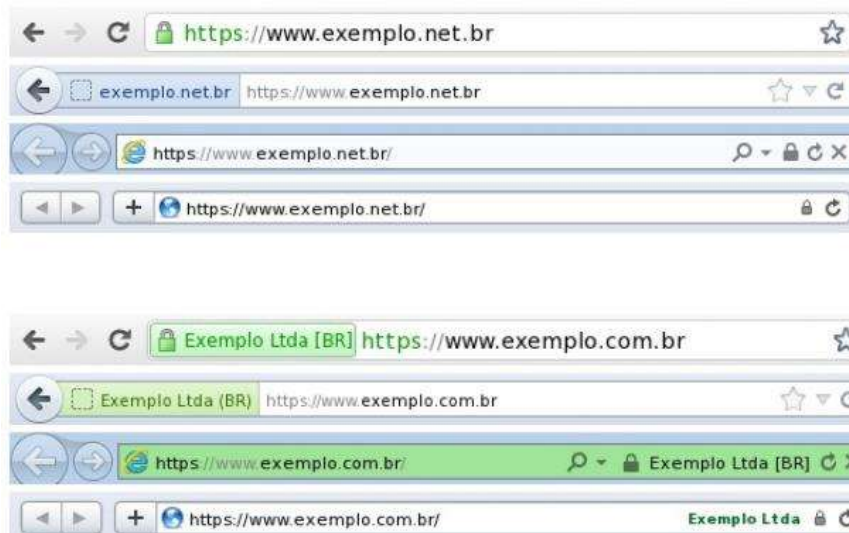 https://www.exemplo.net.br
exemplo.net.br https://www.exemplo.net.br
https://www.exemplo.net.br/
https://www.exemplo.net.br/
Exemplo Ltda [BR] https://www.exemplo.com.br
Exemplo Ltda (BR) https://www.exemplo.com.br
https://www.exemplo.com.br/ Exemplo Ltda [BR]
https://www.exemplo.com.br/ Exemplo Ltda